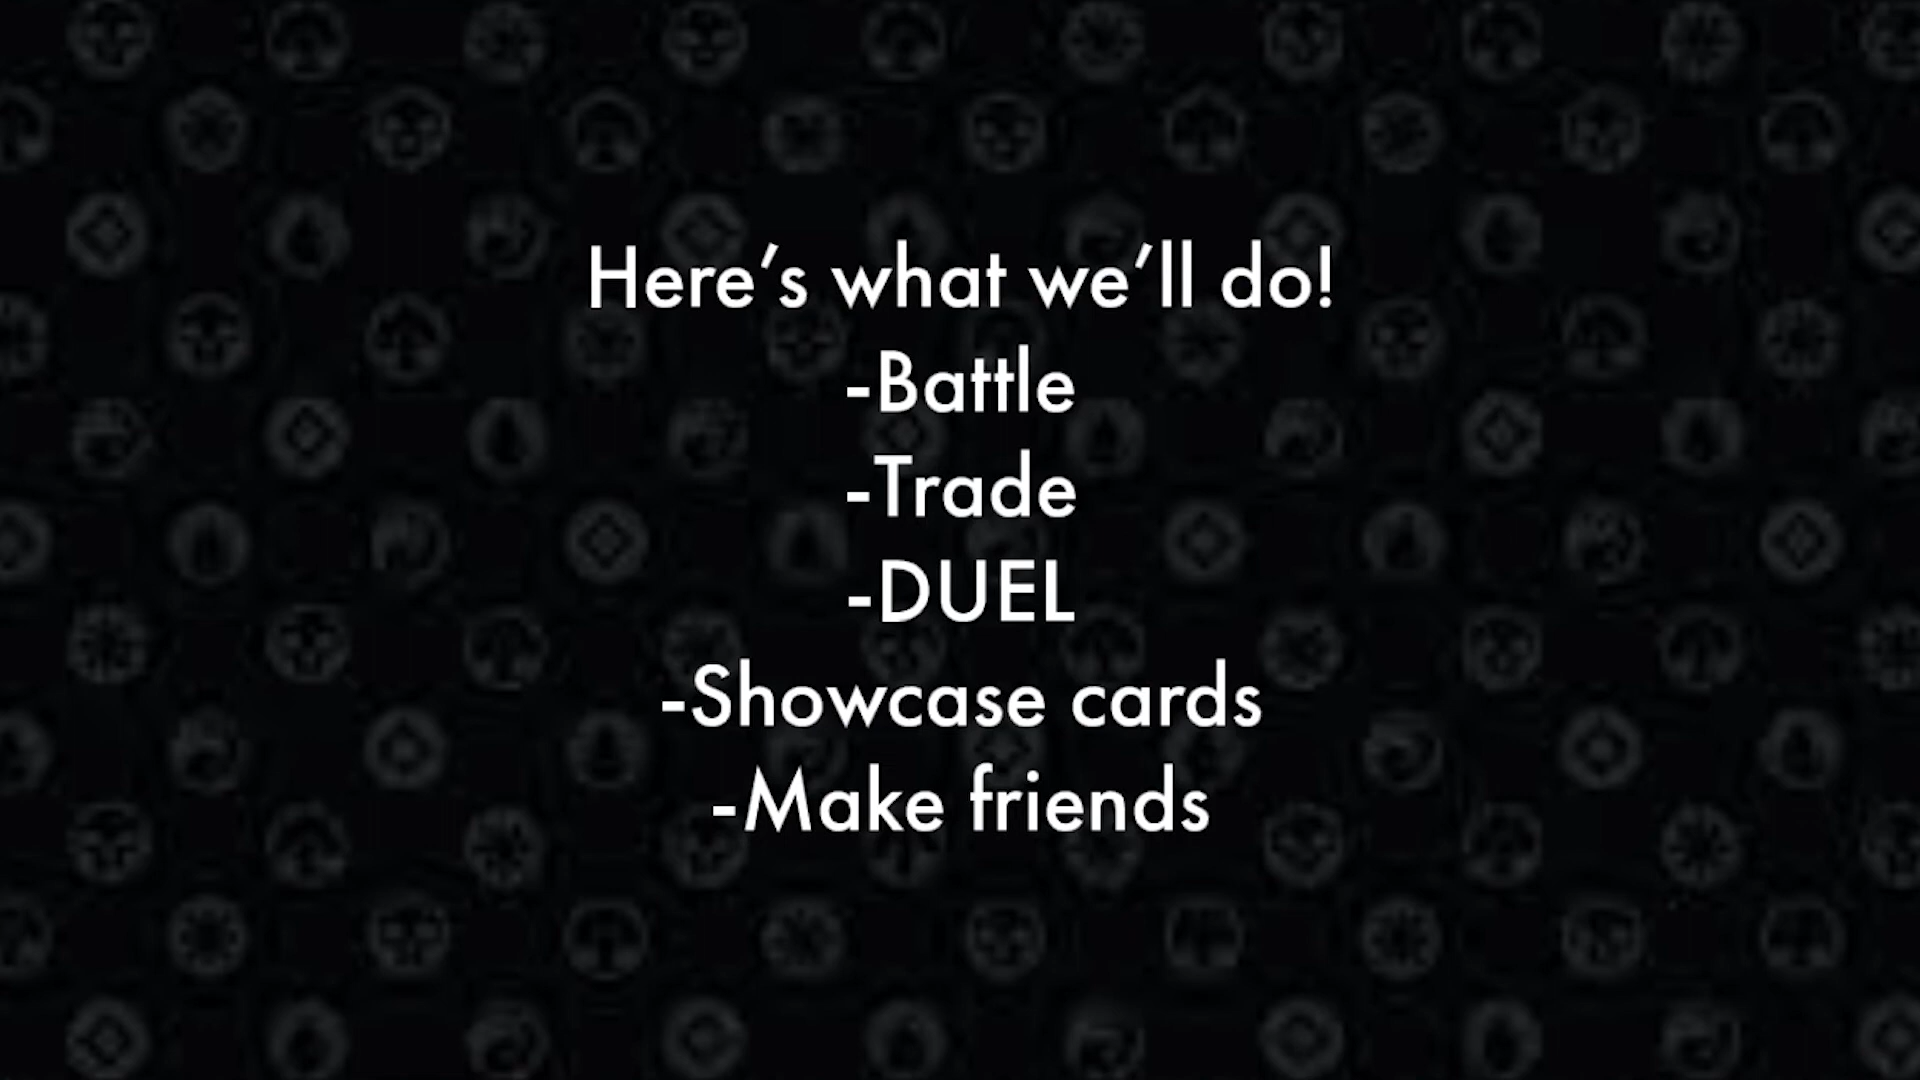 Here’s what we’ll do!
-Battle
-Trade
-DUEL
-Showcase cards
-Make friends